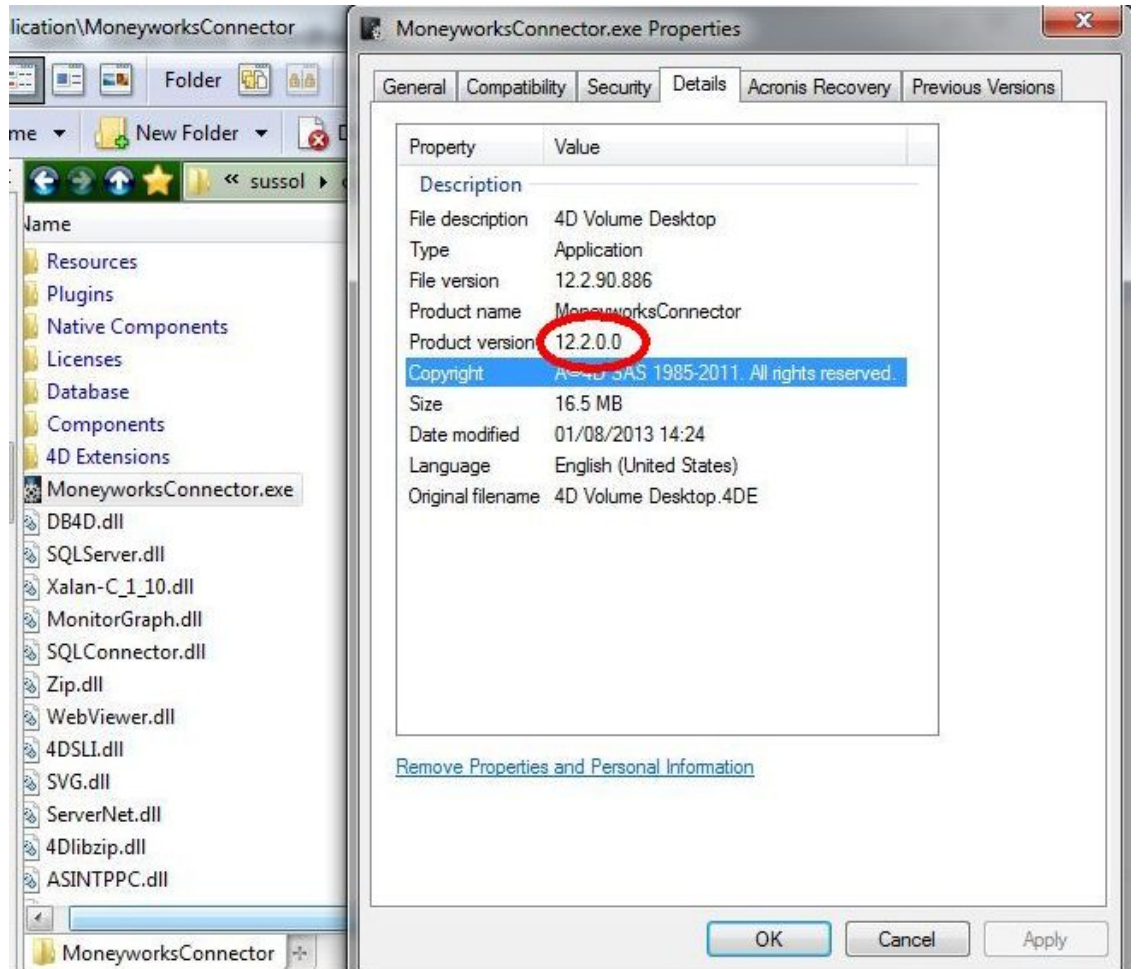 lication\MoneyworksConnector
Folder
me
New Folder
« sussol
Name
Resources
Plugins
Native Components
Licenses
Database
Components
4D Extensions
MoneyworksConnector.exe
DB4D.dll
SQLServer.dll
Xalan-C_1_10.dll
MonitorGraph.dll
SQLConnector.dll
Zip.dll
WebViewer.dll
4DSLI.dll
SVG.dll
ServerNet.dll
4Dlibzip.dll
ASINTPPC.dll
MoneyworksConnector
MoneyworksConnector.exe Properties
General Compatibility Security Details Acronis Recovery Previous Versions
Property Value
Description
File description 4D Volume Desktop
Type Application
File version 12.2.90.886
Product name MoneyworksConnector
Product version 12.2.0.0
Copyright 4D SAS 1985-2011. All rights reserved.
Size 16.5 MB
Date modified 01/08/2013 14:24
Language English (United States)
Original filename 4D Volume Desktop.4DE
Remove Properties and Personal Information
OK Cancel Apply